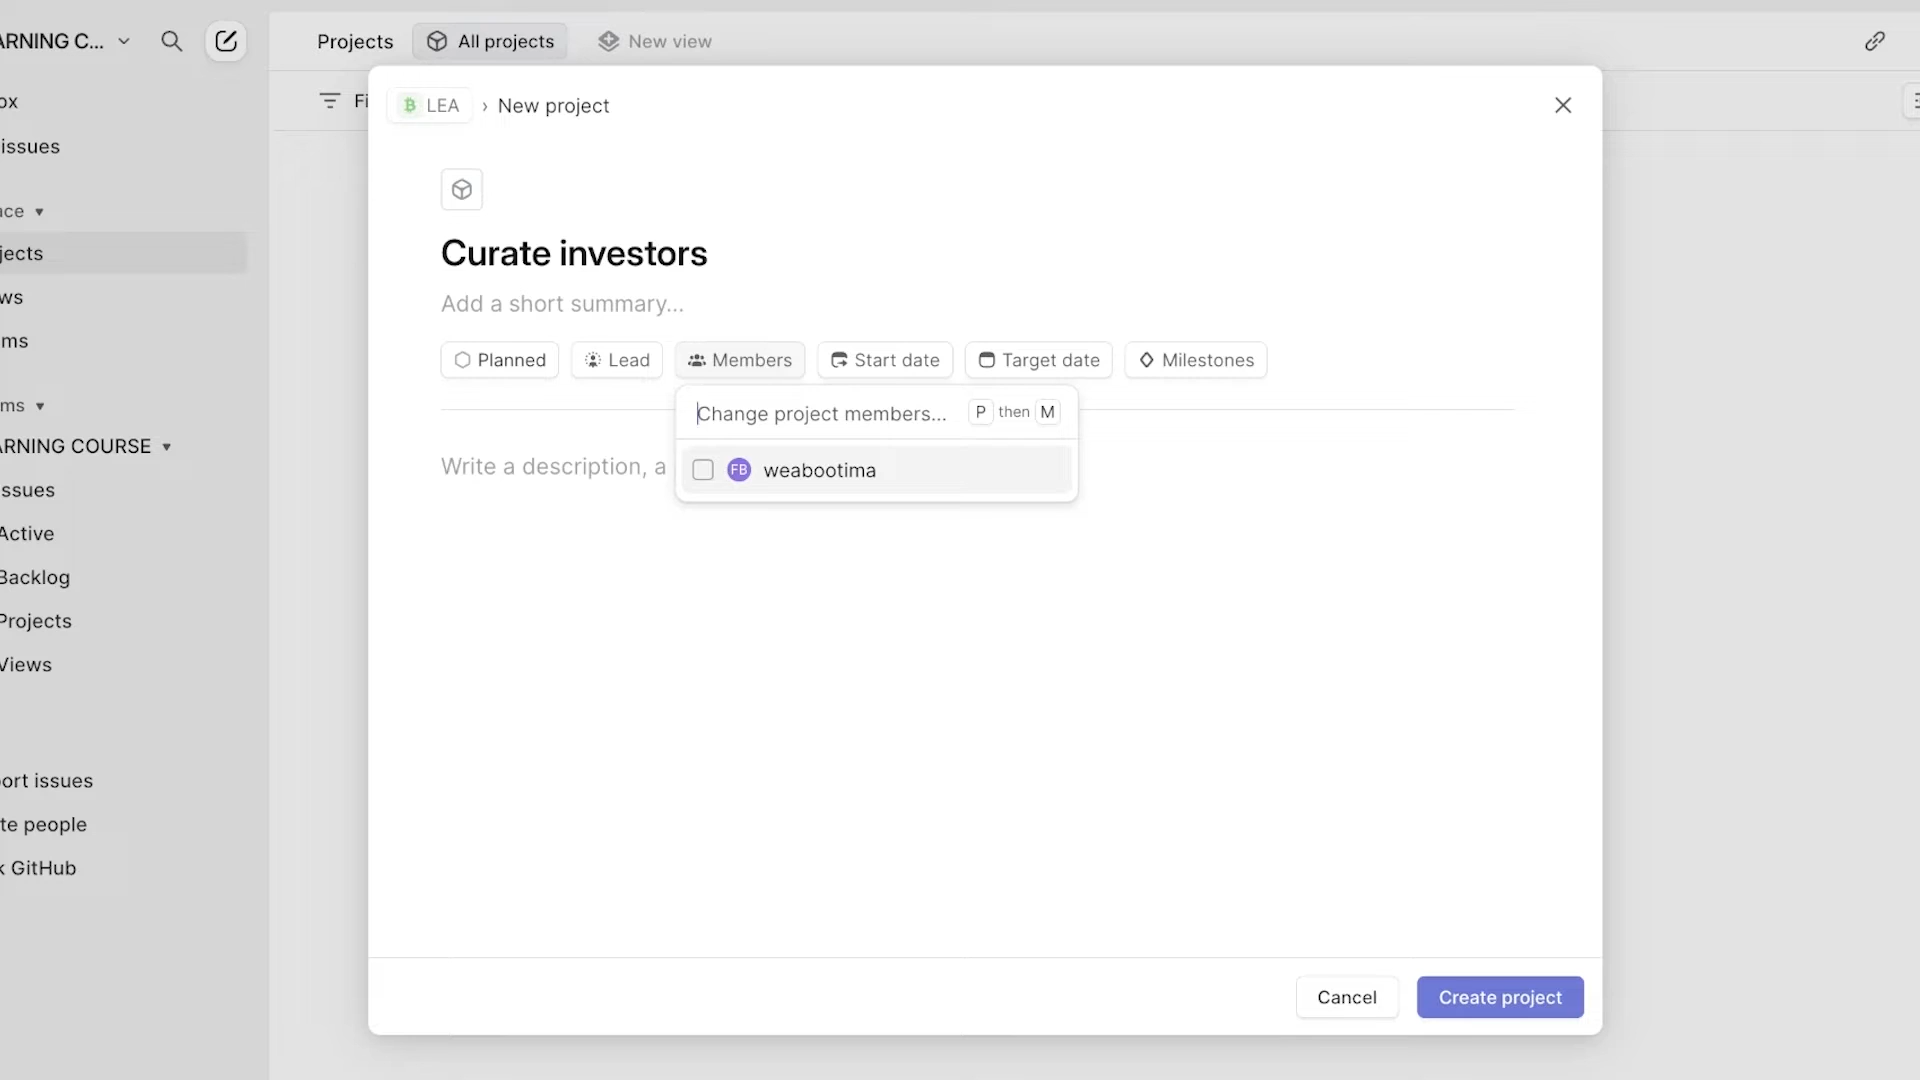 ARNING C...
Projects
All projects
New view
ox
Fi
LEA › New project
issues
ace
Curate investors
jects
ws
Add a short summary...
ms
Planned
Lead
Members
Start date
Target date
Milestones
ms
Change project members...
P then M
ARNING COURSE
Write a description, a
FB weabootima
ssues
Active
Backlog
Projects
Views
ort issues
te people
k GitHub
Cancel
Create project